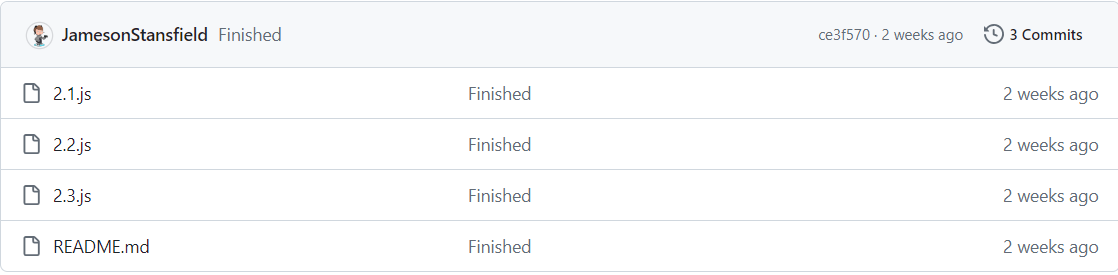 JamesonStansfield Finished ce3f570 · 2 weeks ago 3 Commits
2.1.js Finished 2 weeks ago
2.2.js Finished 2 weeks ago
2.3.js Finished 2 weeks ago
README.md Finished 2 weeks ago